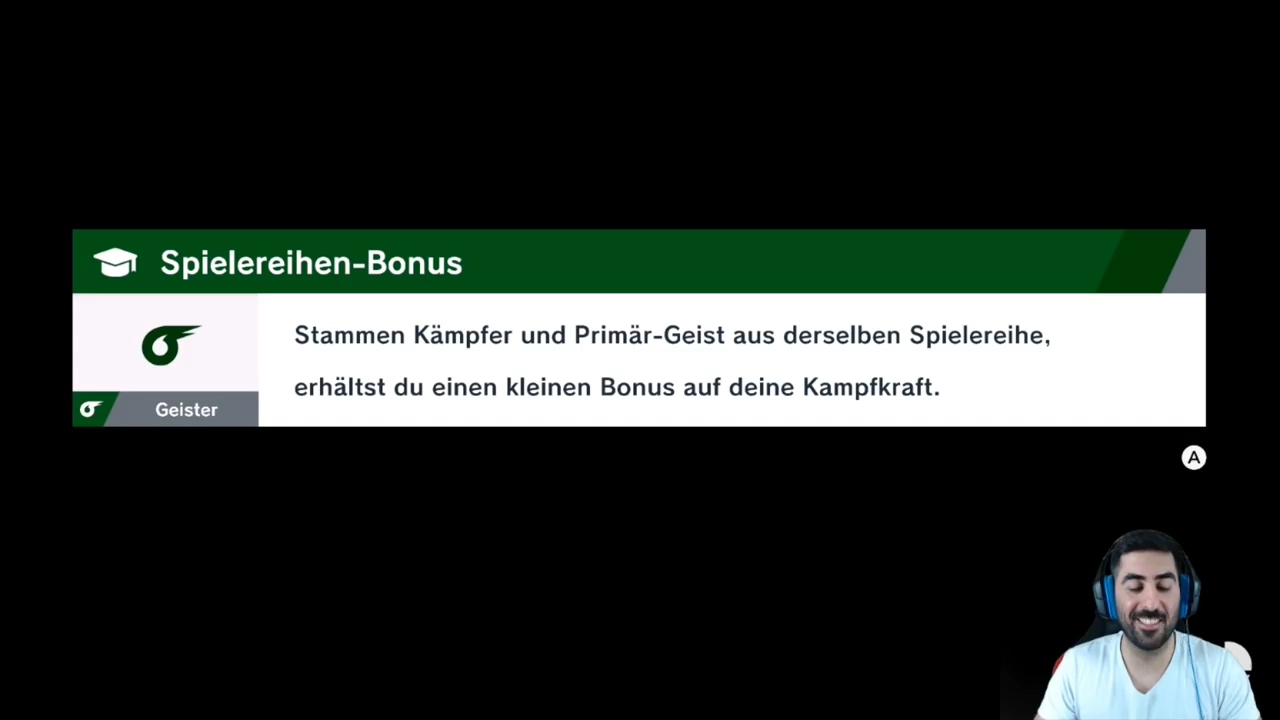 Spielereihen-Bonus
Stammen Kämpfer und Primär-Geist aus derselben Spielereihe,
erhältst du einen kleinen Bonus auf deine Kampfkraft.
Geister
A